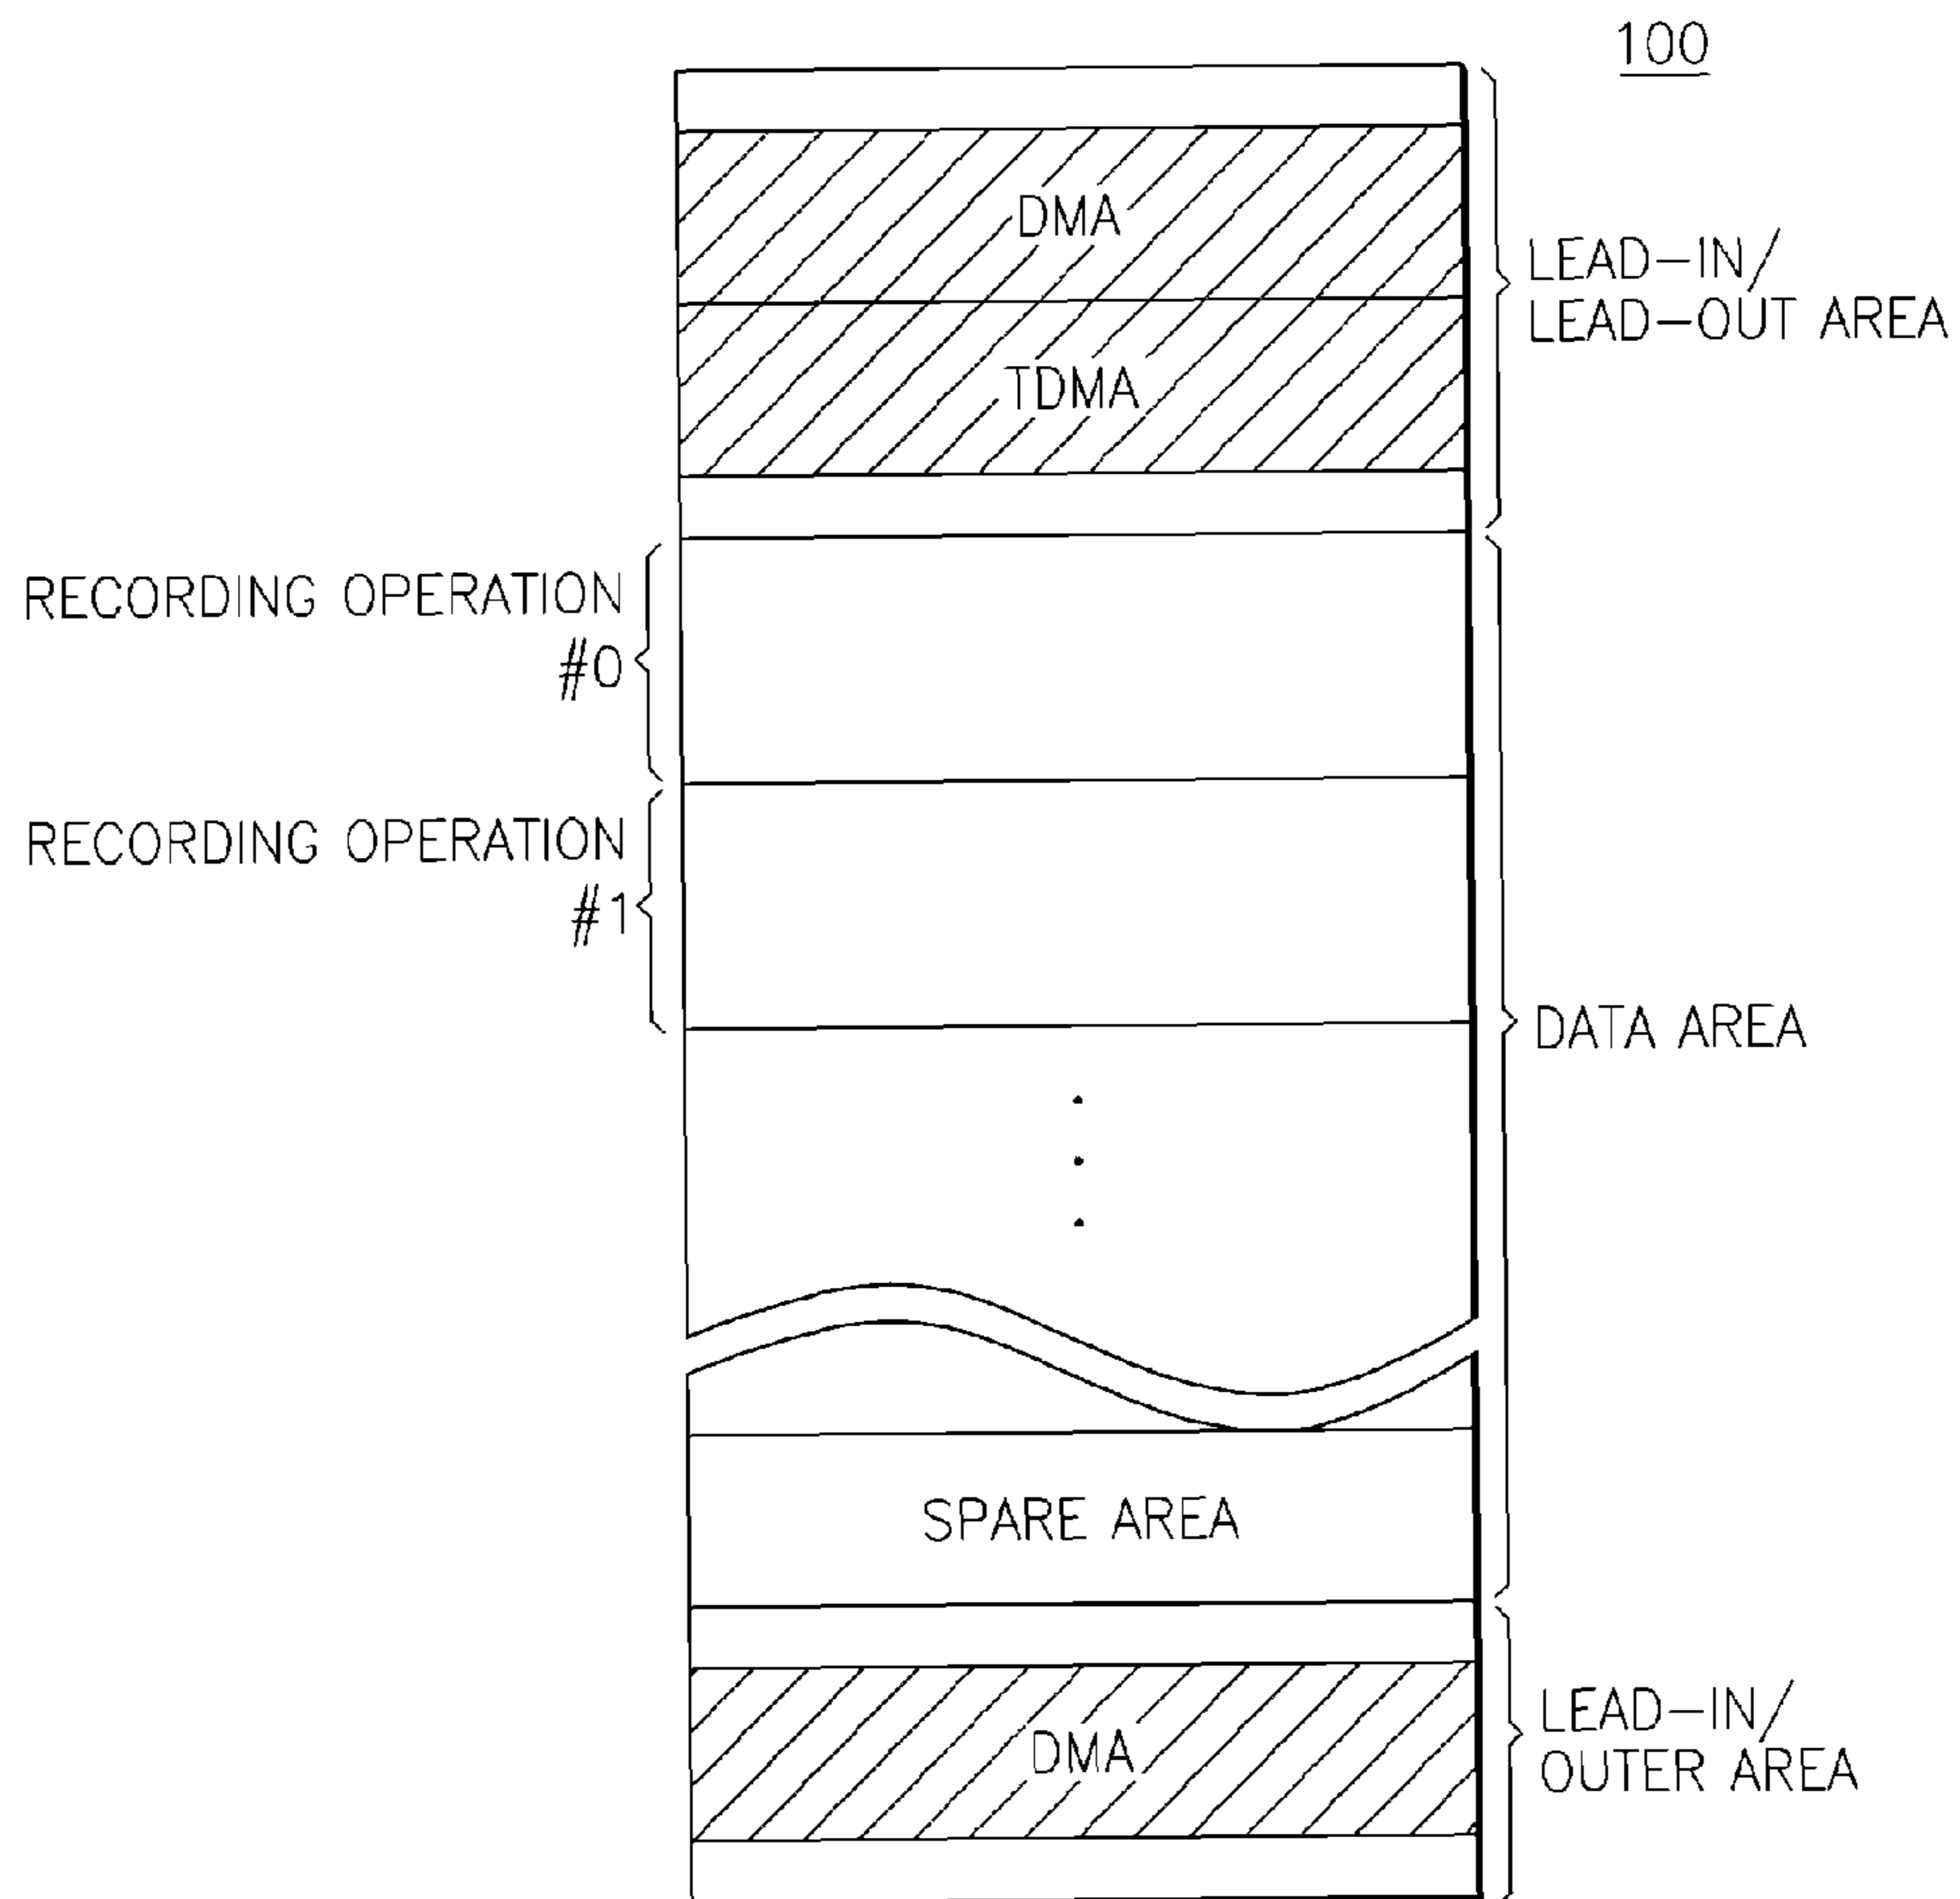 100
DMA
LEAD-IN/
LEAD-OUT AREA
TDMA
RECORDING OPERATION
#0
RECORDING OPERATION
#1
DATA AREA
SPARE AREA
DMA
LEAD-IN/
OUTER AREA